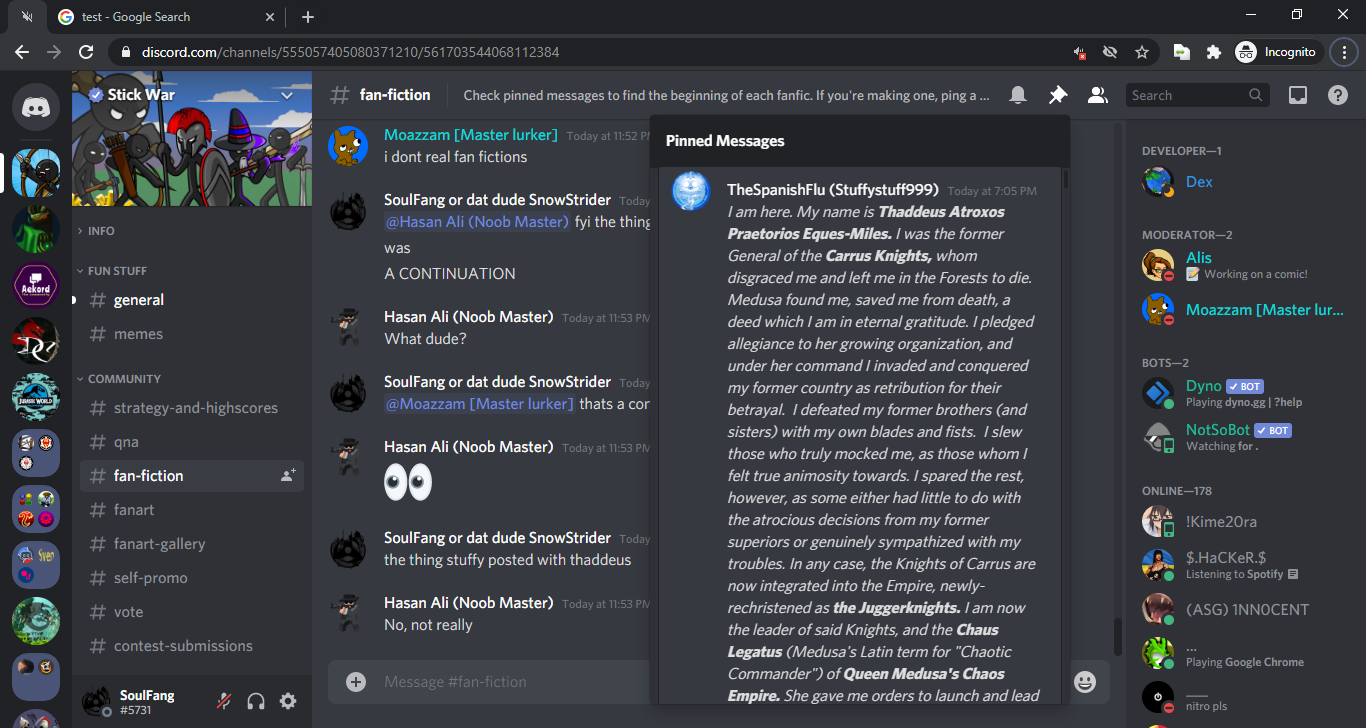 test - Google Search
discord.com/channels/555057405080371210/561703544068112384
Incognito
Stick War
INFO
FUN STUFF
# general
# memes
COMMUNITY
# strategy-and-highscores
# qna
# fan-fiction
# fanart
# fanart-gallery
# self-promo
# vote
# contest-submissions
SoulFang
#5731
Aekord
JURASSIC WORLD
# fan-fiction
Check pinned messages to find the beginning of each fanfic. If you're making one, ping a ...
Search
Moazzam [Master lurker] Today at 11:52 P
i dont real fan fictions
SoulFang or dat dude SnowStrider Today
@Hasan Ali (Noob Master) fyi the thing
was
A CONTINUATION
Hasan Ali (Noob Master) Today at 11:53 PM
What dude?
SoulFang or dat dude SnowStrider Today
@Moazzam [Master lurker] thats a cor
Hasan Ali (Noob Master) Today at 11:53 PM
SoulFang or dat dude SnowStrider Today
the thing stuffy posted with thaddeus
Hasan Ali (Noob Master) Today at 11:53 PM
No, not really
Message #fan-fiction
Pinned Messages
TheSpanishFlu (Stuffystuff999) Today at 7:05 PM
I am here. My name is Thaddeus Atroxos
Praetorios Eques-Miles. I was the former
General of the Carrus Knights, whom
disgraced me and left me in the Forests to die.
Medusa found me, saved me from death, a
deed which I am in eternal gratitude. I pledged
allegiance to her growing organization, and
under her command I invaded and conquered
my former country as retribution for their
betrayal. I defeated my former brothers (and
sisters) with my own blades and fists. I slew
those who truly mocked me, as those whom I
felt true animosity towards. I spared the rest,
however, as some either had little to do with
the atrocious decisions from my former
superiors or genuinely sympathized with my
troubles. In any case, the Knights of Carrus are
now integrated into the Empire, newly-
rechristened as the Juggerknights. I am now
the leader of said Knights, and the Chaus
Legatus (Medusa's Latin term for "Chaotic
Commander") of Queen Medusa's Chaos
Empire. She gave me orders to launch and lead
DEVELOPER—1
Dex
MODERATOR—2
Alis
Working on a comic!
Moazzam [Master lur...
BOTS—2
Dyno BOT
Playing dyno.gg | ?help
NotSoBot BOT
Watching for .
ONLINE—178
!Kime20ra
$.HaCKeR.$
Listening to Spotify
(ASG) 1NN0CENT
...
Playing Google Chrome
___
nitro pls